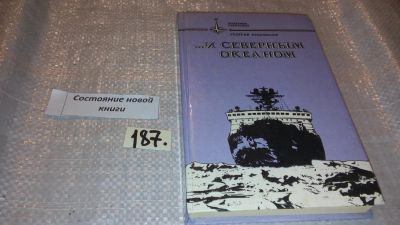 ...И СЕВЕРНЫМ
ОКЕАНОМ
Состояние новой
книги
187.